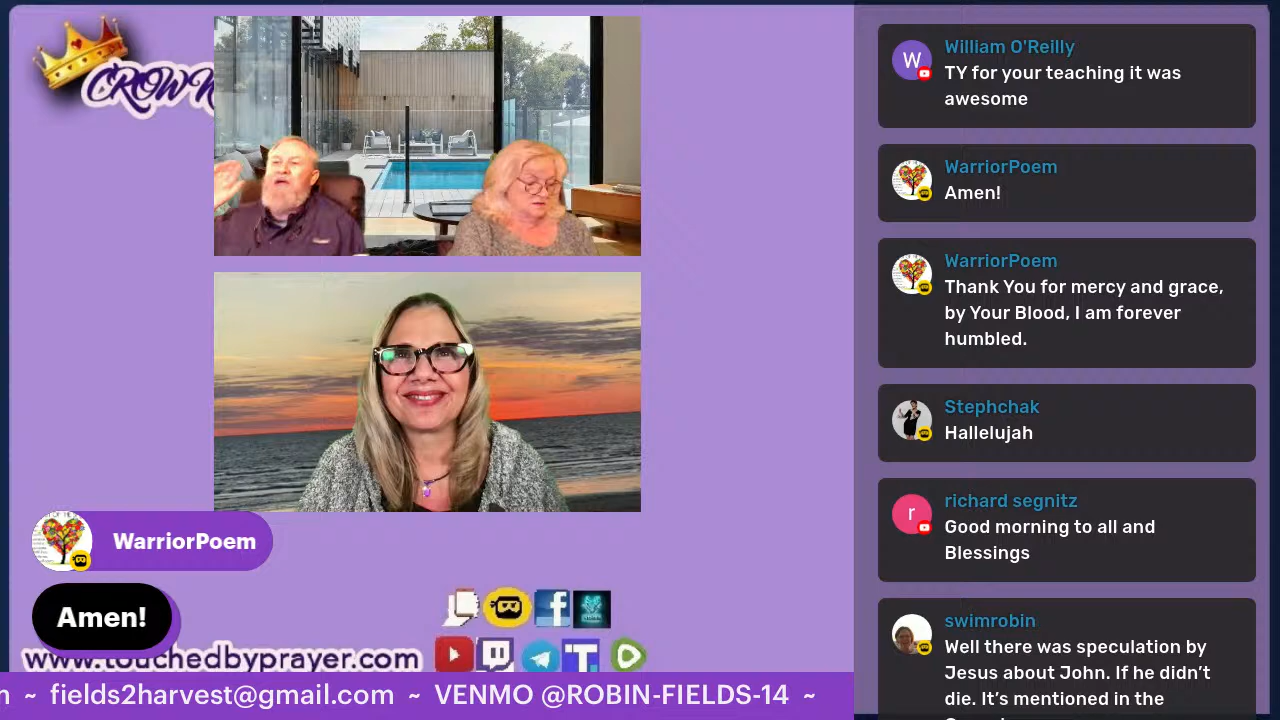 CROWN
William O'Reilly
TY for your teaching it was
awesome
WarriorPoem
Amen!
WarriorPoem
Thank You for mercy and grace,
by Your Blood, I am forever
humbled.
Stephchak
Hallelujah
richard segnitz
Good morning to all and
Blessings
swimrobin
Well there was speculation by
Jesus about John. If he didn’t
die. It’s mentioned in the
WarriorPoem
Amen!
www.touchedbyprayer.com
~ fields2harvest@gmail.com ~ VENMO @ROBIN-FIELDS-14 ~